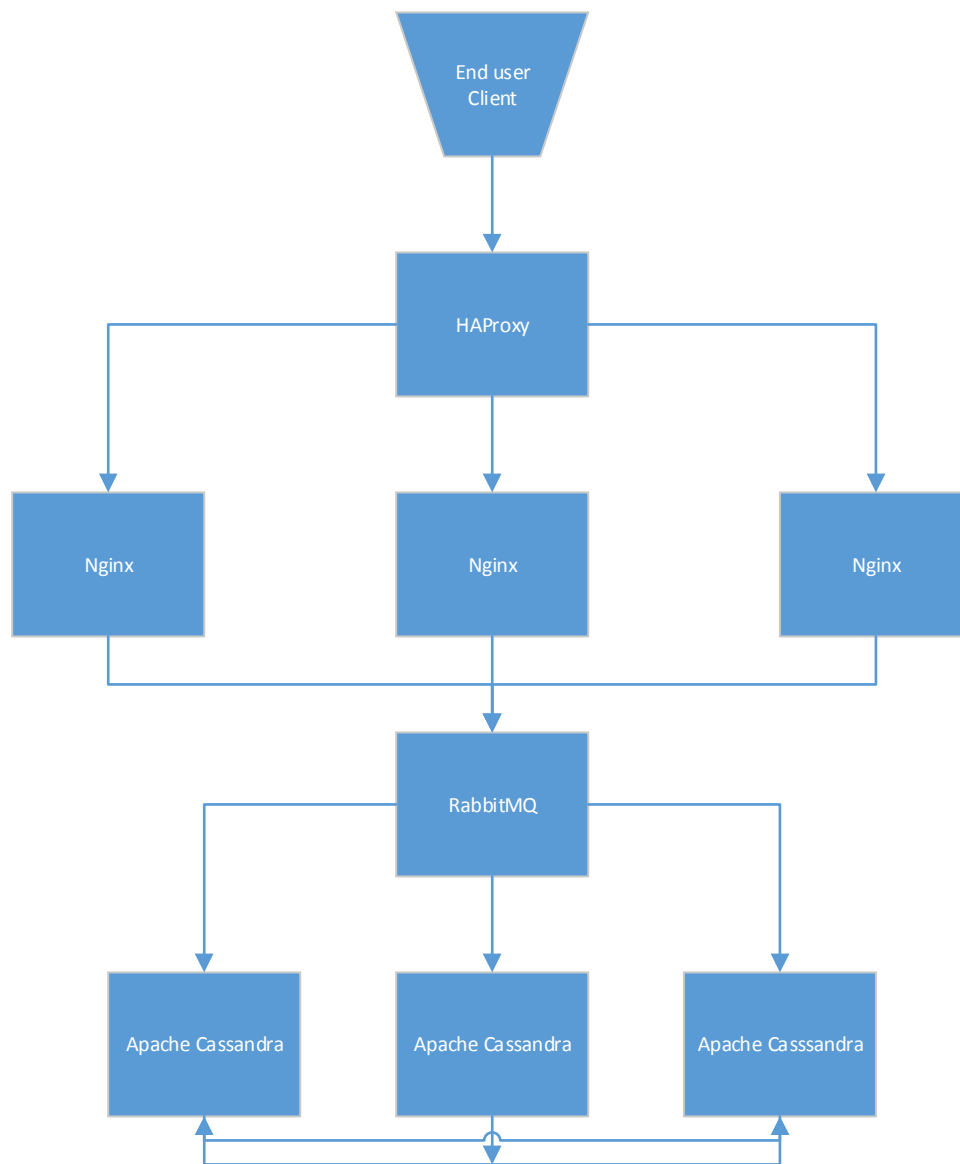 End user
Client
HAProxy
Nginx
Nginx
Nginx
RabbitMQ
Apache Cassandra
Apache Cassandra
Apache Casssandra